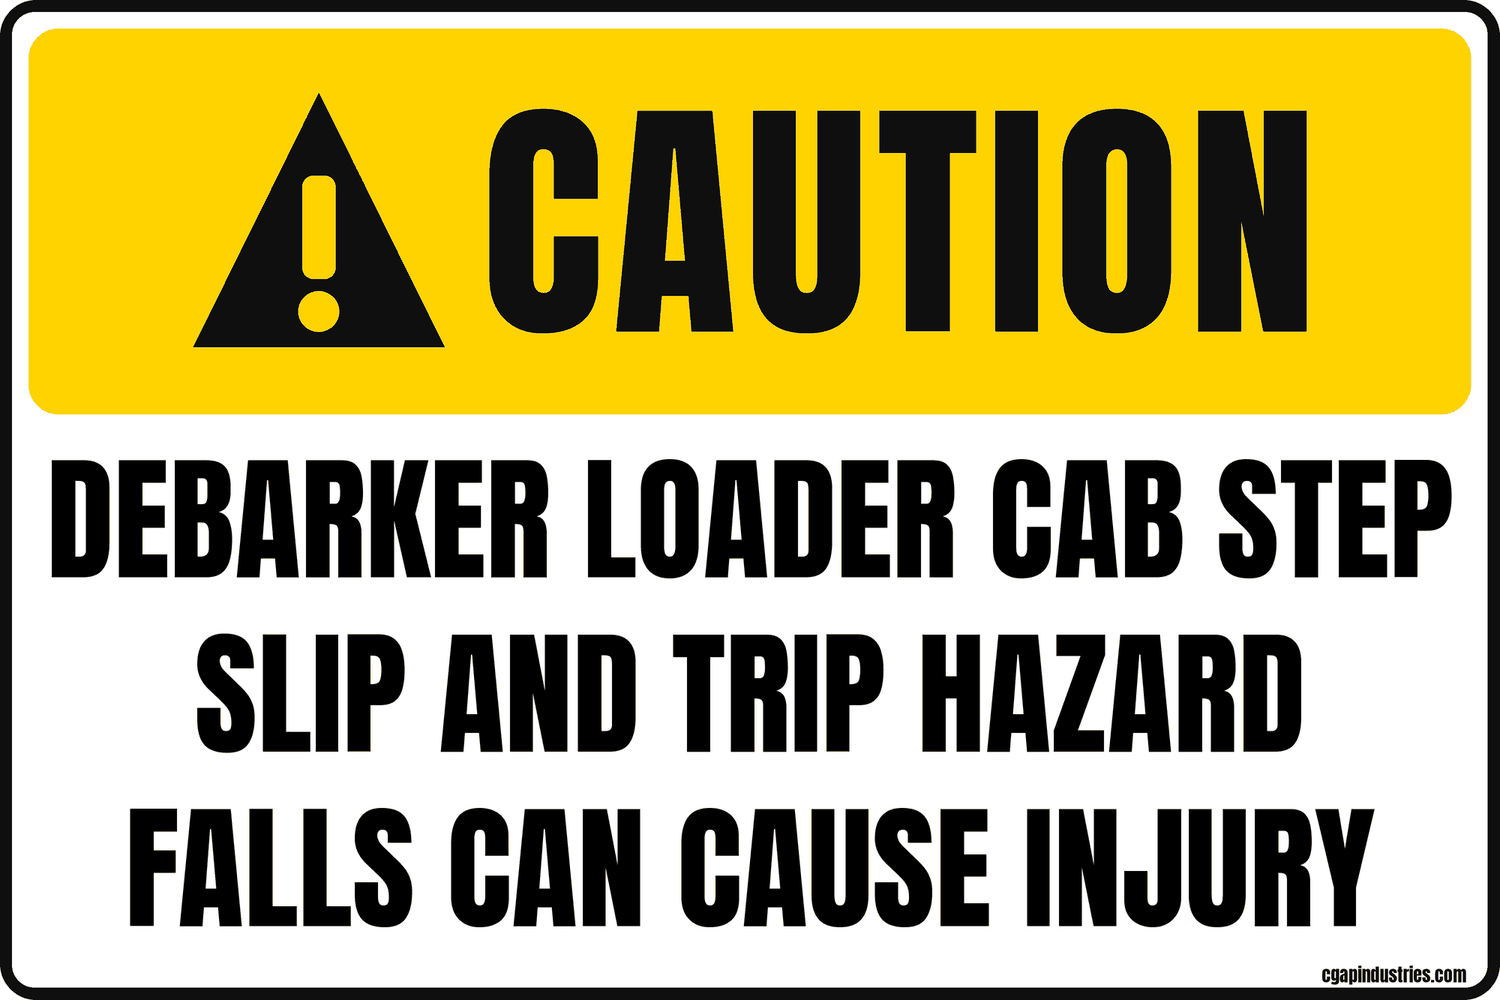 CAUTION
DEBARKER LOADER CAB STEP
SLIP AND TRIP HAZARD
FALLS CAN CAUSE INJURY
cgapindustries.com